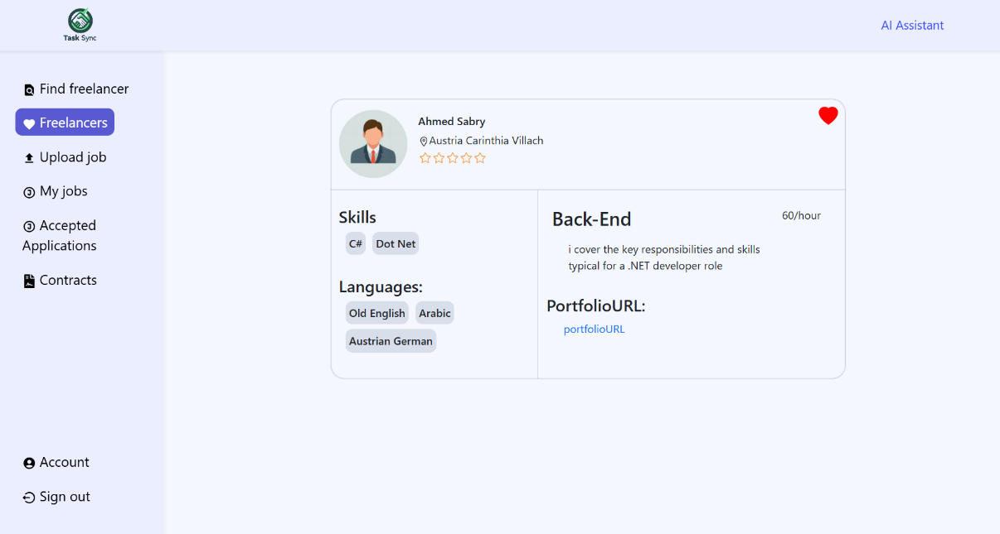 Task Sync
AI Assistant
Find freelancer
Freelancers
Upload job
My jobs
Accepted
Applications
Contracts
Account
Sign out
Ahmed Sabry
Austria Carinthia Villach
Skills
C# Dot Net
Languages:
Old English Arabic
Austrian German
Back-End
60/hour
i cover the key responsibilities and skills
typical for a .NET developer role
PortfolioURL:
portfolioURL